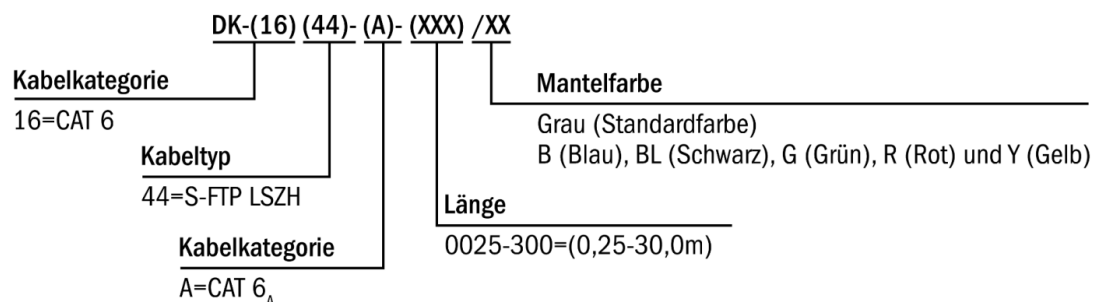 DK-(16) (44)- (A)- (XXX) /XX
Kabelkategorie
16=CAT 6
Mantelfarbe
Grau (Standardfarbe)
B (Blau), BL (Schwarz), G (Grün), R (Rot) und Y (Gelb)
Kabeltyp
44=S-FTP LSZH
Länge
0025-300=(0,25-30,0m)
Kabelkategorie
A=CAT 6A